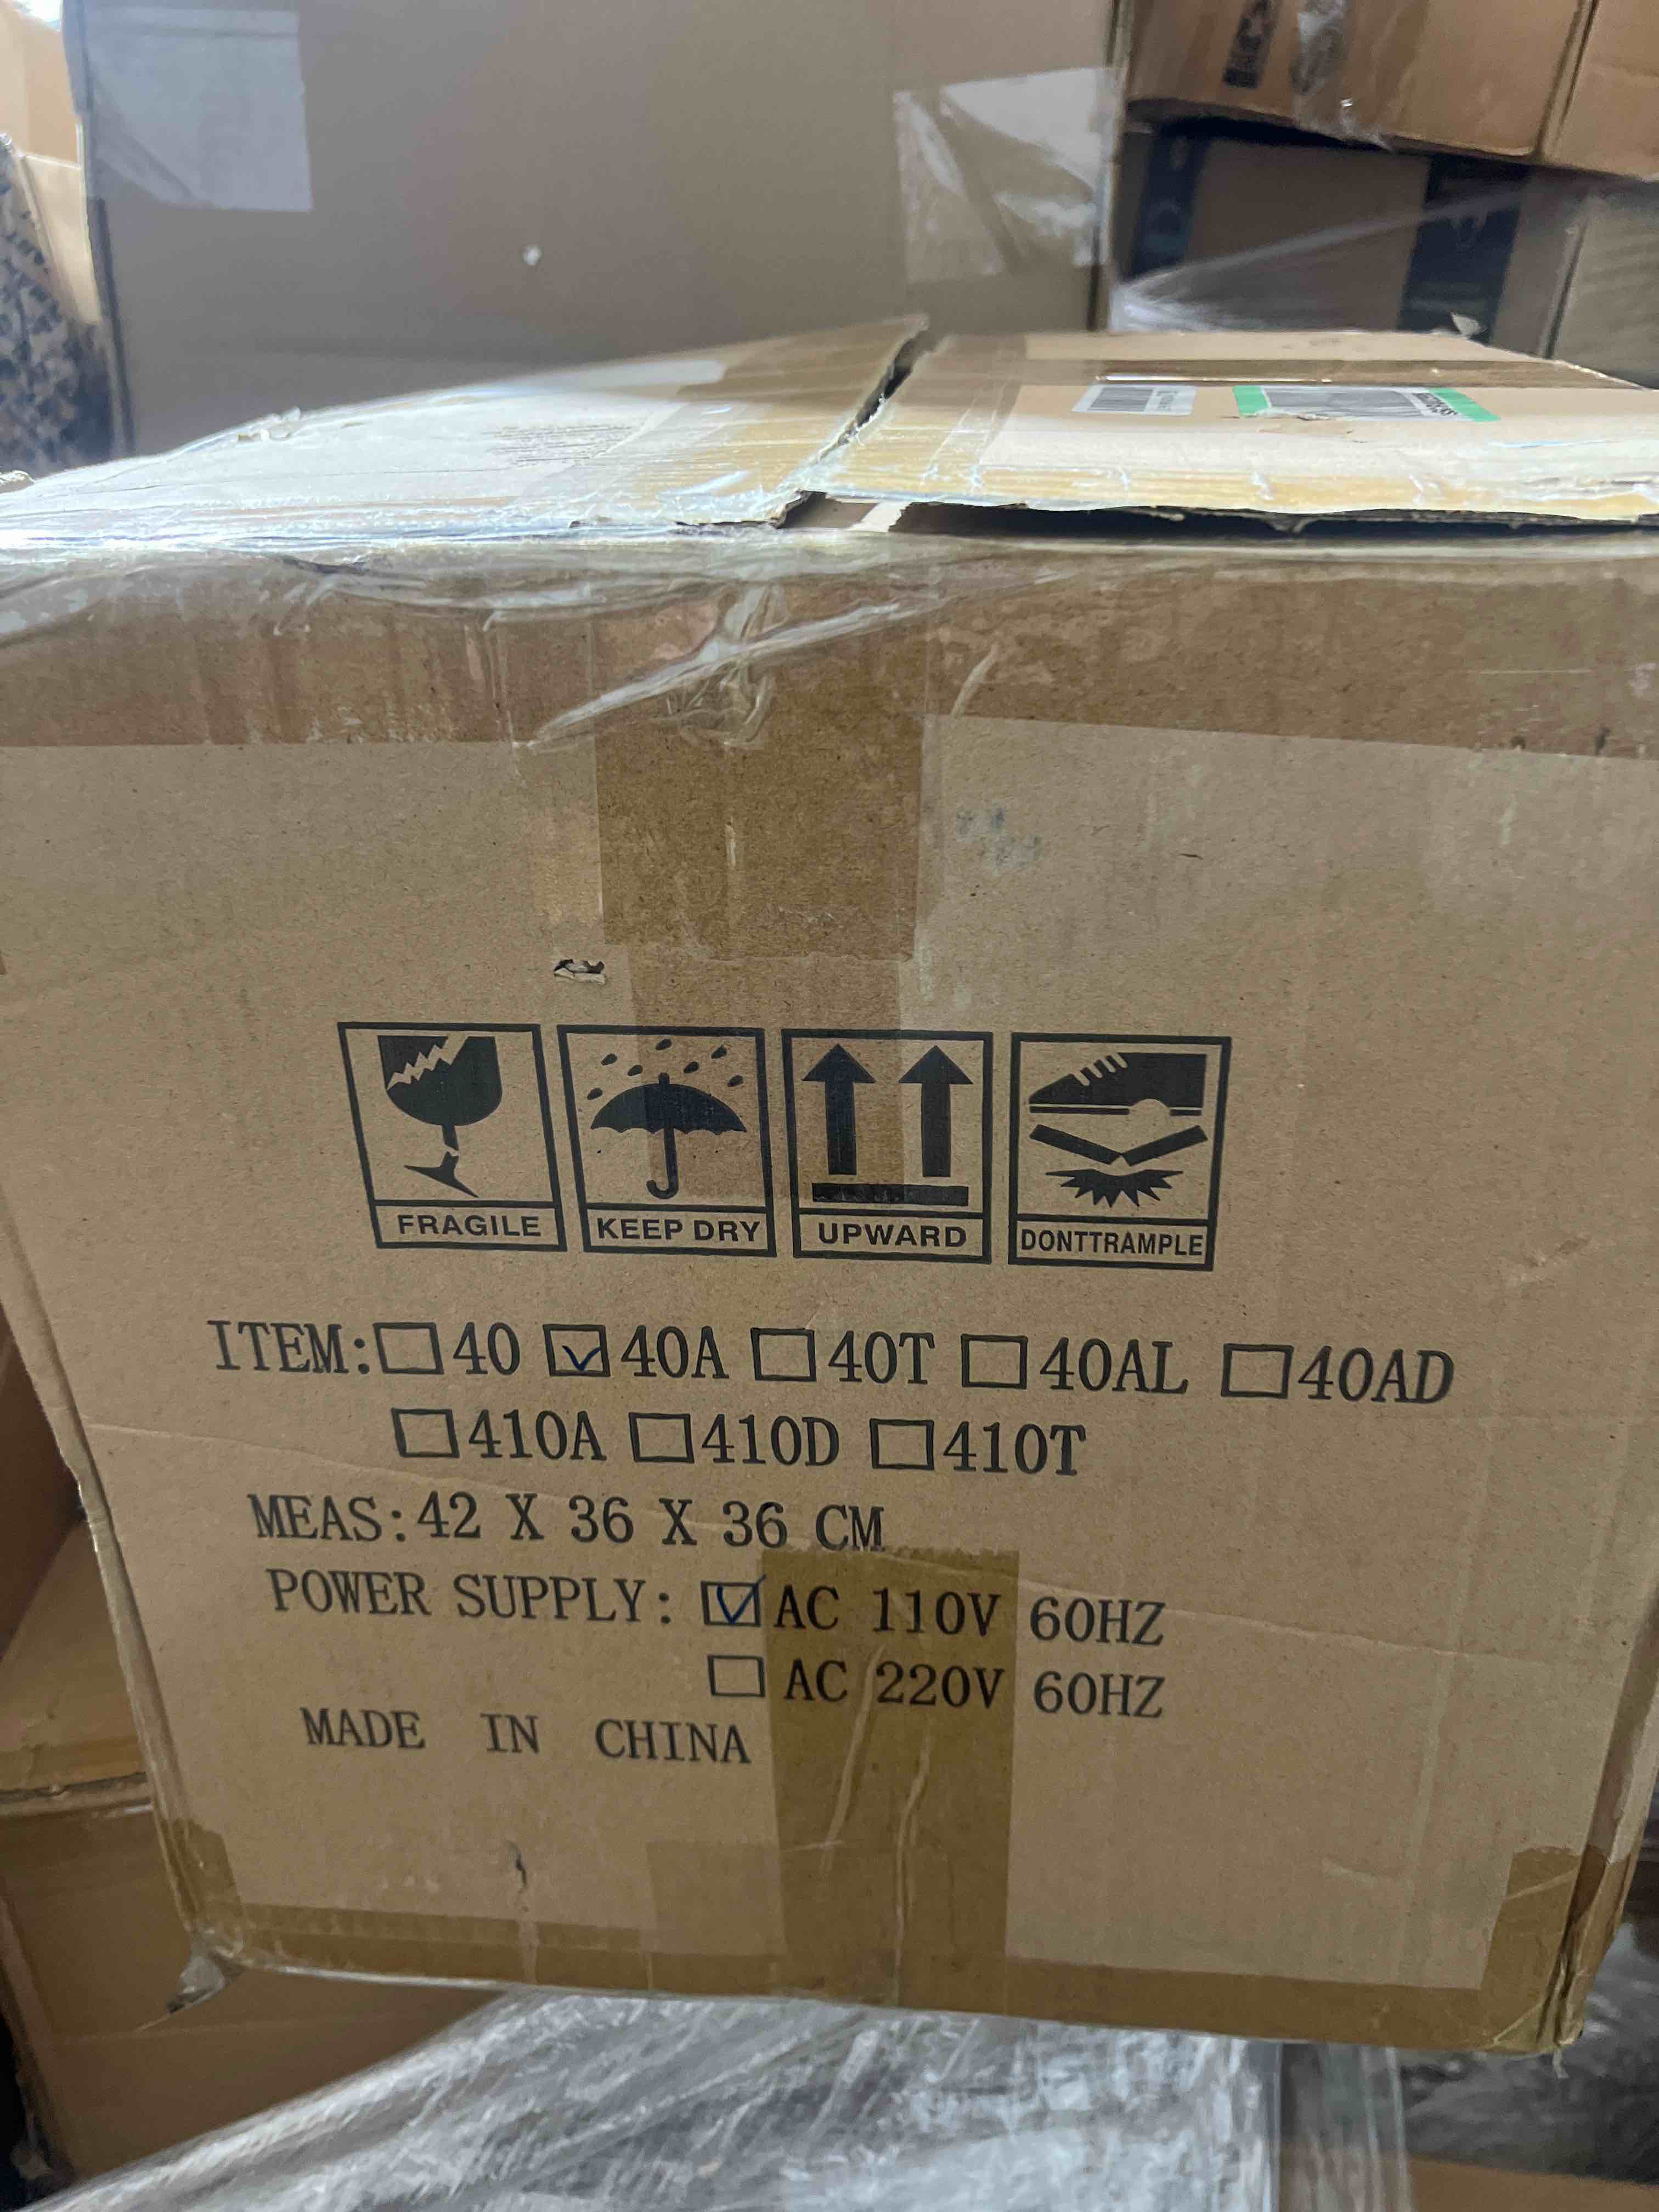 FRAGILE KEEP DRY UPWARD DONTTRAMPLE
ITEM:☐40 ☑40A ☐40T ☐40AL ☐40AD
☐410A ☐410D ☐410T
MEAS:42 X 36 X 36 CM
POWER SUPPLY: ☑AC 110V 60HZ
☐AC 220V 60HZ
MADE IN CHINA